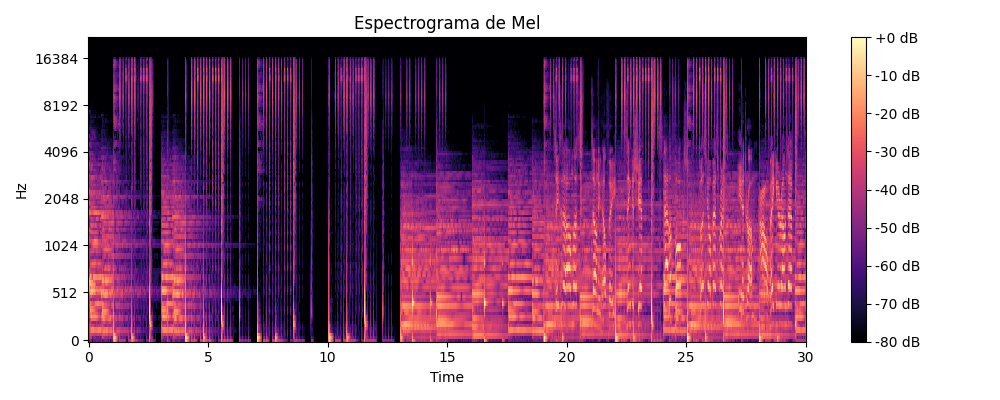 Espectrograma de Mel
Hz
16384
8192
4096
2048
1024
512
0
0 5 10 15 20 25 30
Time
+0 dB
-10 dB
-20 dB
-30 dB
-40 dB
-50 dB
-60 dB
-70 dB
-80 dB